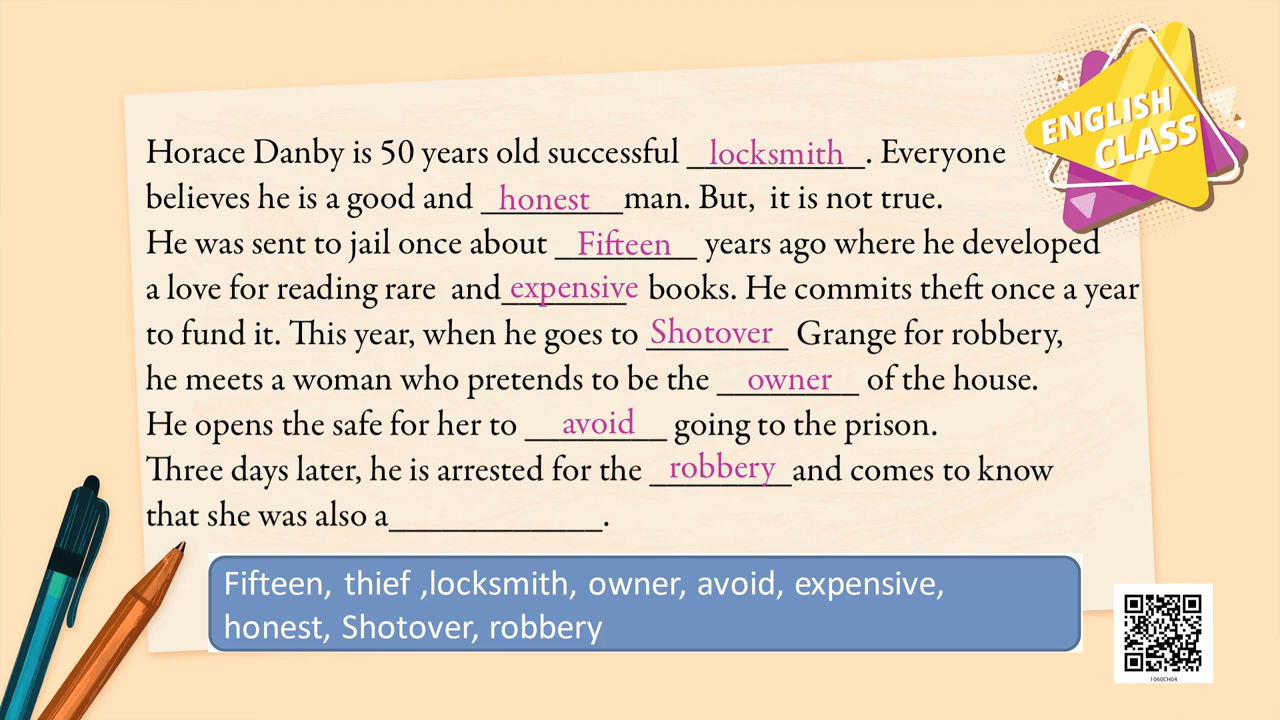 ENGLISH
CLASS
Horace Danby is 50 years old successful __locksmith__. Everyone
believes he is a good and __honest__man. But, it is not true.
He was sent to jail once about __Fifteen__ years ago where he developed
a love for reading rare and__expensive__ books. He commits theft once a year
to fund it. This year, when he goes to __Shotover__ Grange for robbery,
he meets a woman who pretends to be the __owner__ of the house.
He opens the safe for her to __avoid__ going to the prison.
Three days later, he is arrested for the __robbery__and comes to know
that she was also a____________.
Fifteen, thief ,locksmith, owner, avoid, expensive,
honest, Shotover, robbery
1060CH04